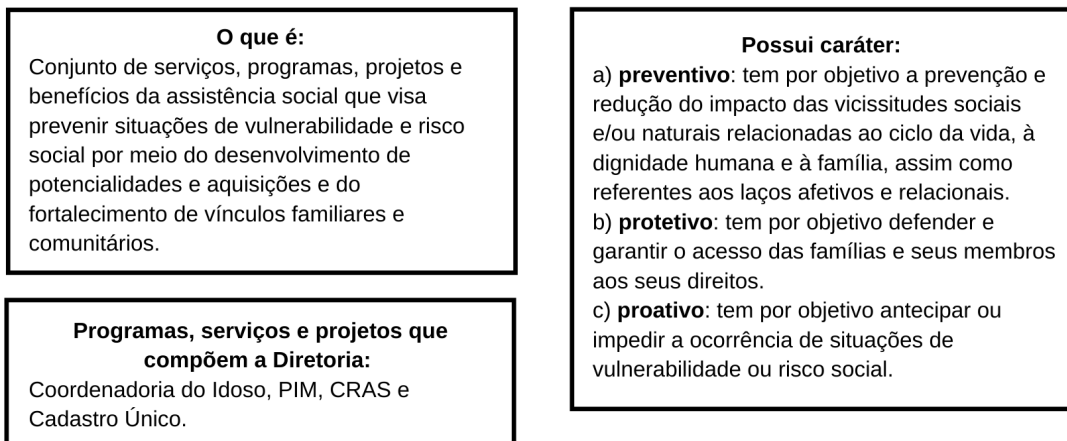 O que é:
Conjunto de serviços, programas, projetos e
benefícios da assistência social que visa
prevenir situações de vulnerabilidade e risco
social por meio do desenvolvimento de
potencialidades e aquisições e do
fortalecimento de vínculos familiares e
comunitários.
Programas, serviços e projetos que
compõem a Diretoria:
Coordenadoria do Idoso, PIM, CRAS e
Cadastro Único.
Possui caráter:
a) preventivo: tem por objetivo a prevenção e
redução do impacto das vicissitudes sociais
e/ou naturais relacionadas ao ciclo da vida, à
dignidade humana e à família, assim como
referentes aos laços afetivos e relacionais.
b) protetivo: tem por objetivo defender e
garantir o acesso das famílias e seus membros
aos seus direitos.
c) proativo: tem por objetivo antecipar ou
impedir a ocorrência de situações de
vulnerabilidade ou risco social.